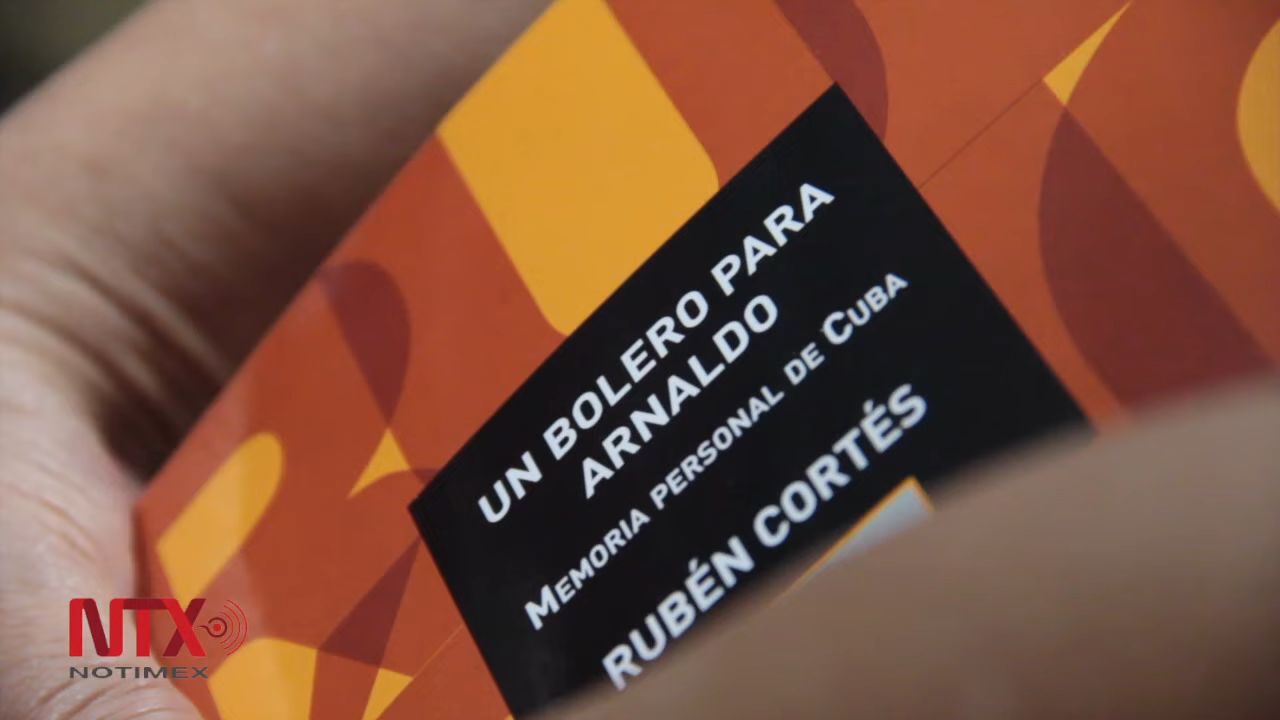 UN BOLERO PARA
ARNALDO
MEMORIA PERSONAL DE CUBA
RUBÉN CORTÉS
NTX
NOTIMEX